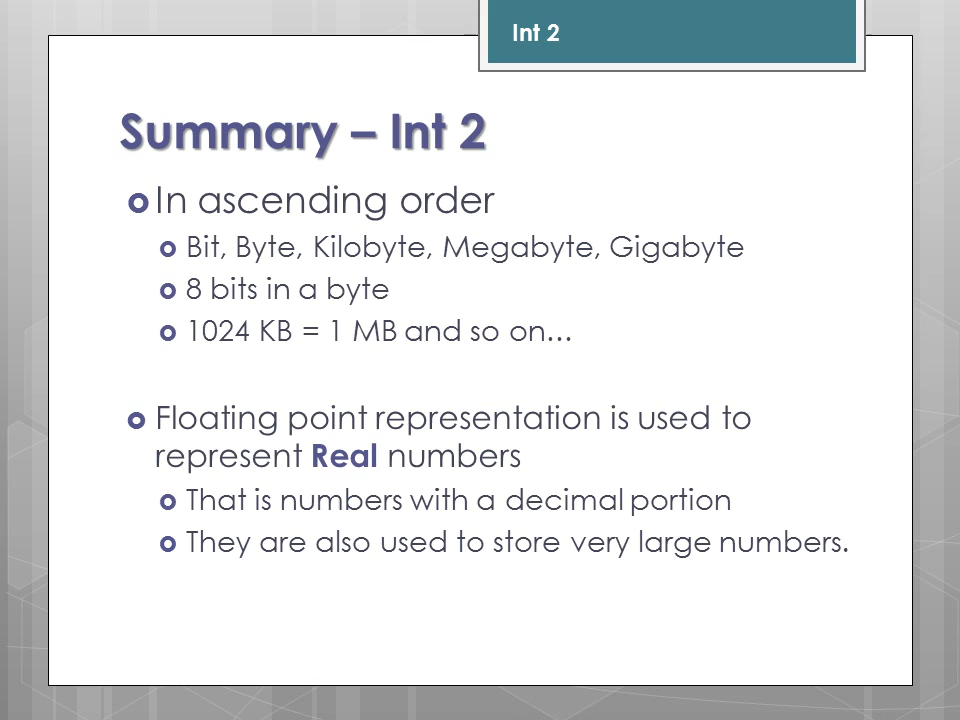 Int 2
Summary – Int 2
In ascending order
Bit, Byte, Kilobyte, Megabyte, Gigabyte
8 bits in a byte
1024 KB = 1 MB and so on…
Floating point representation is used to
represent Real numbers
That is numbers with a decimal portion
They are also used to store very large numbers.